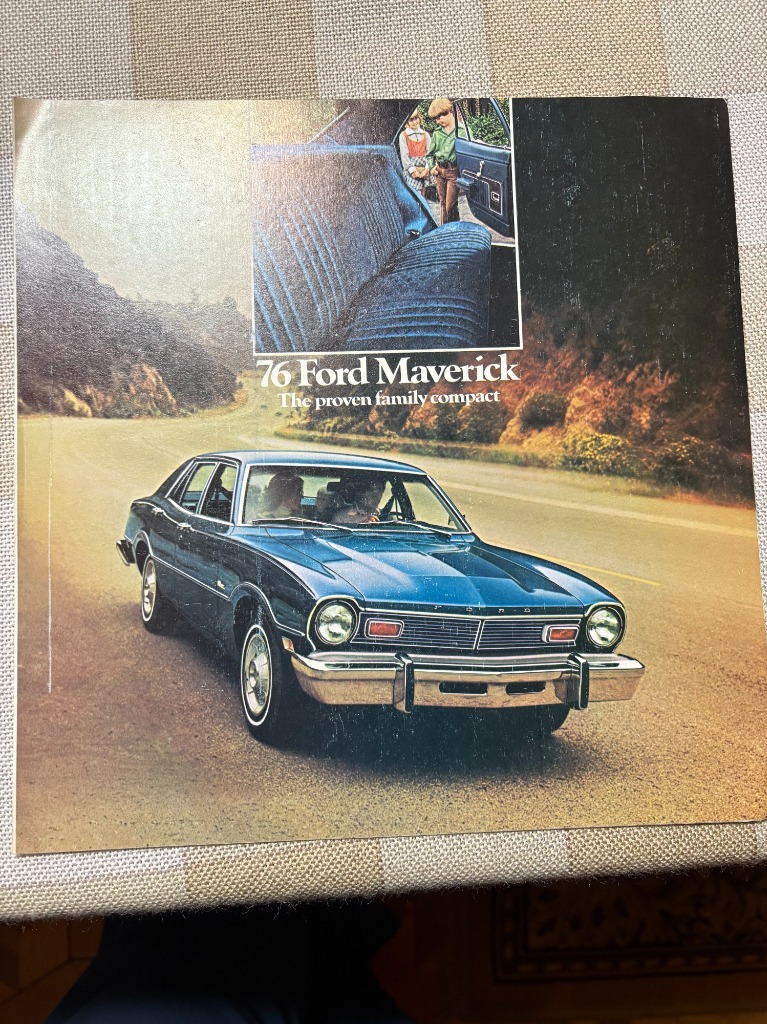 76 Ford Maverick
The proven family compact
FORD